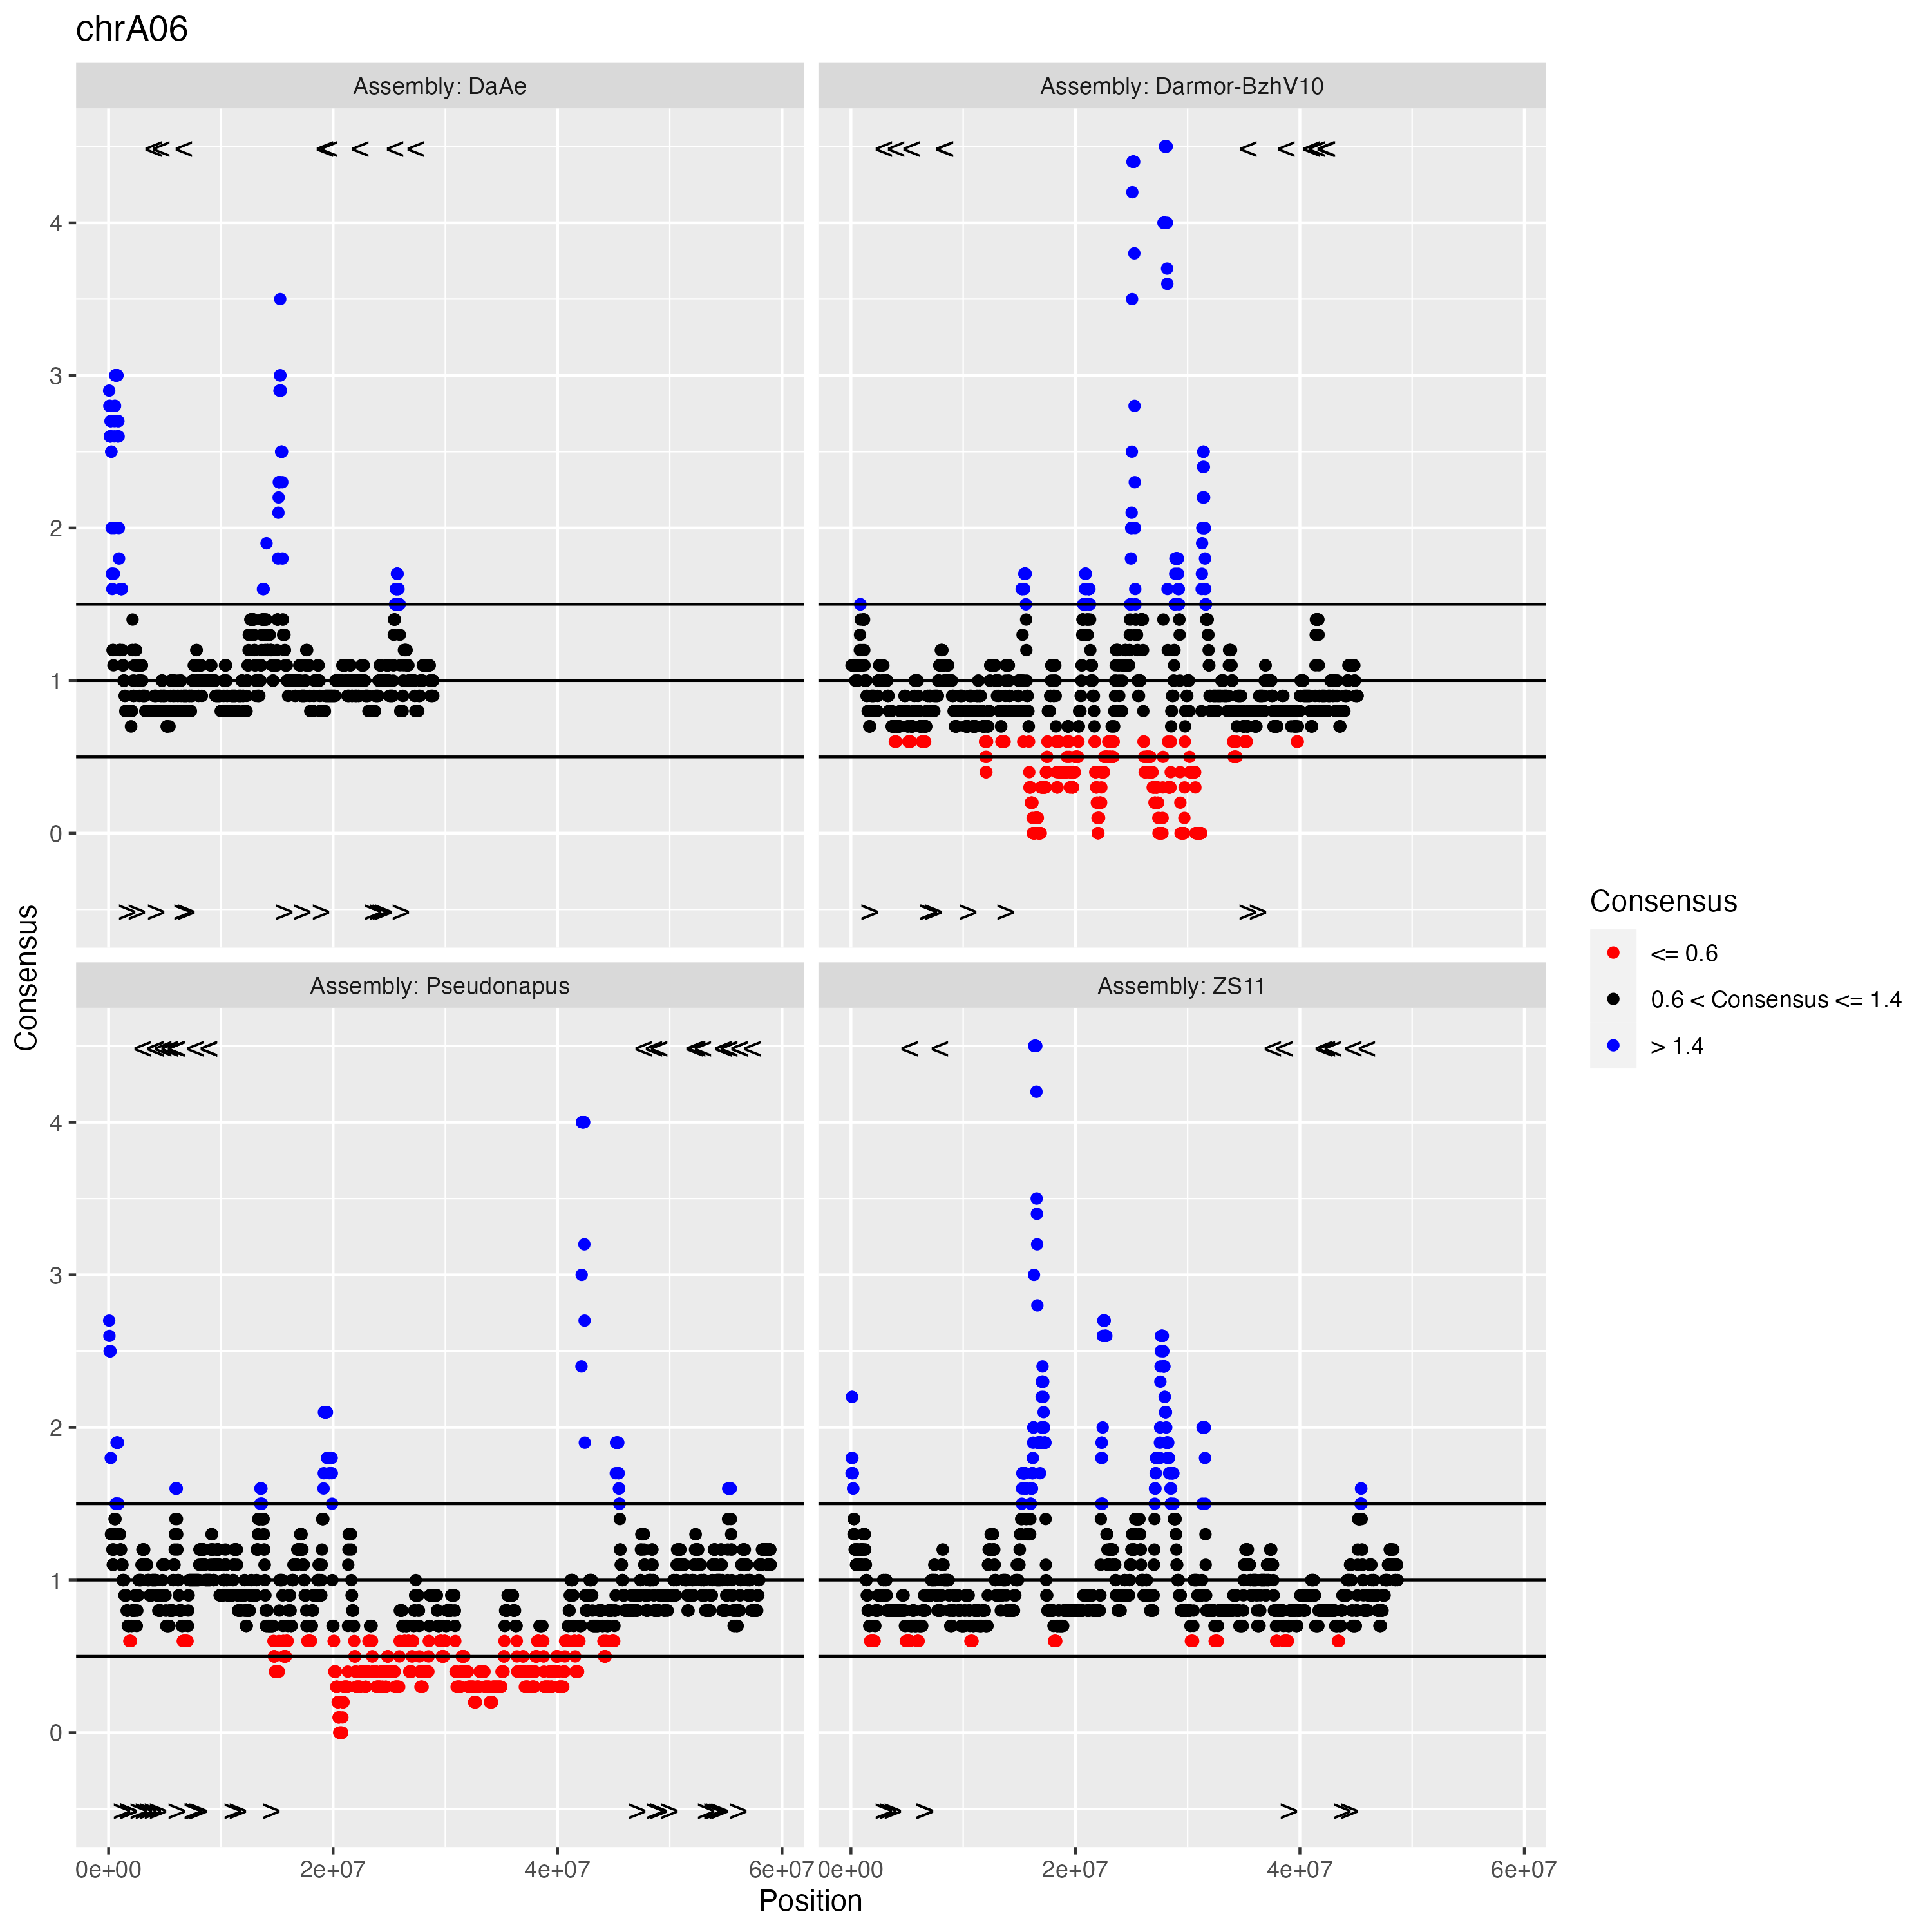 chrA06
Assembly: DaAe
Assembly: Darmor-BzhV10
4
3
2
1
0
Consensus
Assembly: Pseudonapus
Assembly: ZS11
4
3
2
1
0
0e+00 2e+07 4e+07 6e+07 0e+00 2e+07 4e+07 6e+07
Position
Consensus
<= 0.6
0.6 < Consensus <= 1.4
> 1.4